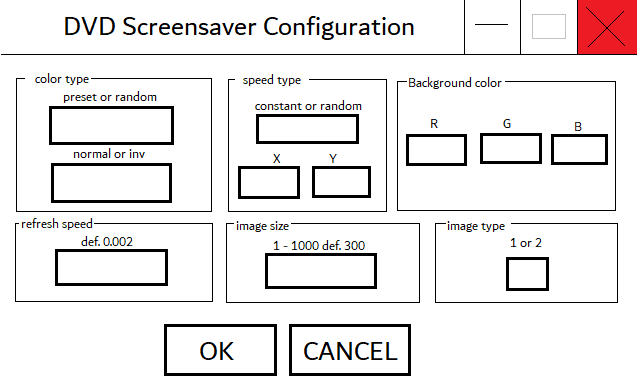 DVD Screensaver Configuration
color type
preset or random
normal or inv
speed type
constant or random
X Y
Background color
R G B
refresh speed
def. 0.002
image size
1 - 1000 def. 300
image type
1 or 2
OK CANCEL